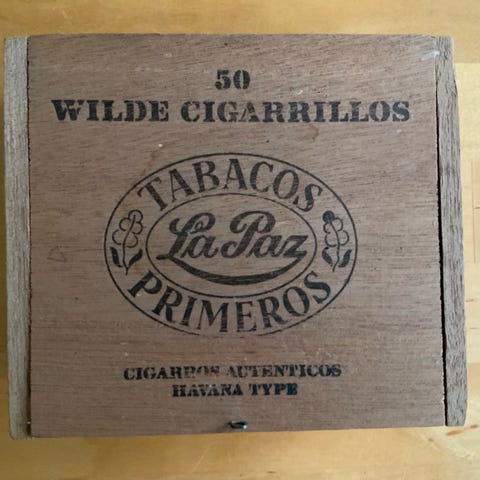 50
WILDE CIGARRILLOS
TABACOS
La Paz
PRIMEROS
CIGARROS AUTENTICOS
HAVANA TYPE